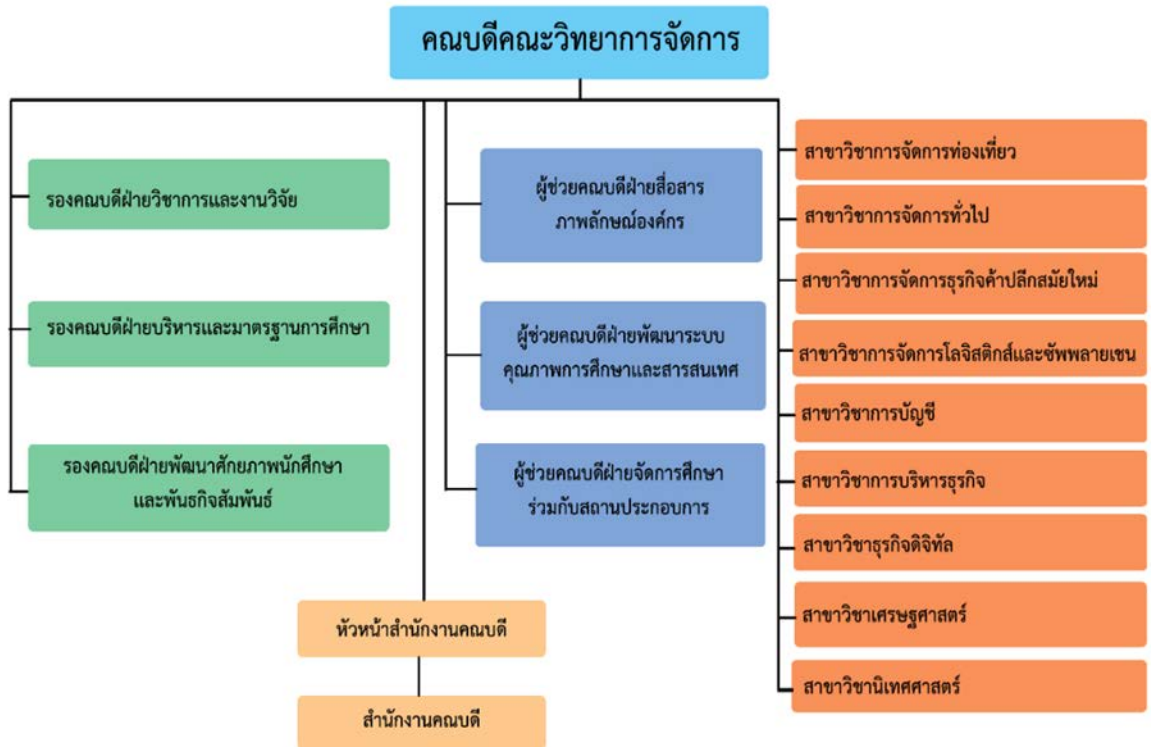 คณบดีคณะวิทยาการจัดการ
รองคณบดีฝ่ายวิชาการและงานวิจัย
รองคณบดีฝ่ายบริหารและมาตรฐานการศึกษา
รองคณบดีฝ่ายพัฒนาศักยภาพนักศึกษา
และพันธกิจสัมพันธ์
หัวหน้าสำนักงานคณบดี
สำนักงานคณบดี
ผู้ช่วยคณบดีฝ่ายสื่อสาร
ภาพลักษณ์องค์กร
ผู้ช่วยคณบดีฝ่ายพัฒนาระบบ
คุณภาพการศึกษาและสารสนเทศ
ผู้ช่วยคณบดีฝ่ายจัดการศึกษา
ร่วมกับสถานประกอบการ
สาขาวิชาการจัดการท่องเที่ยว
สาขาวิชาการจัดการทั่วไป
สาขาวิชาการจัดการธุรกิจค้าปลีกสมัยใหม่
สาขาวิชาการจัดการโลจิสติกส์และซัพพลายเชน
สาขาวิชาการบัญชี
สาขาวิชาการบริหารธุรกิจ
สาขาวิชาธุรกิจดิจิทัล
สาขาวิชาเศรษฐศาสตร์
สาขาวิชานิเทศศาสตร์